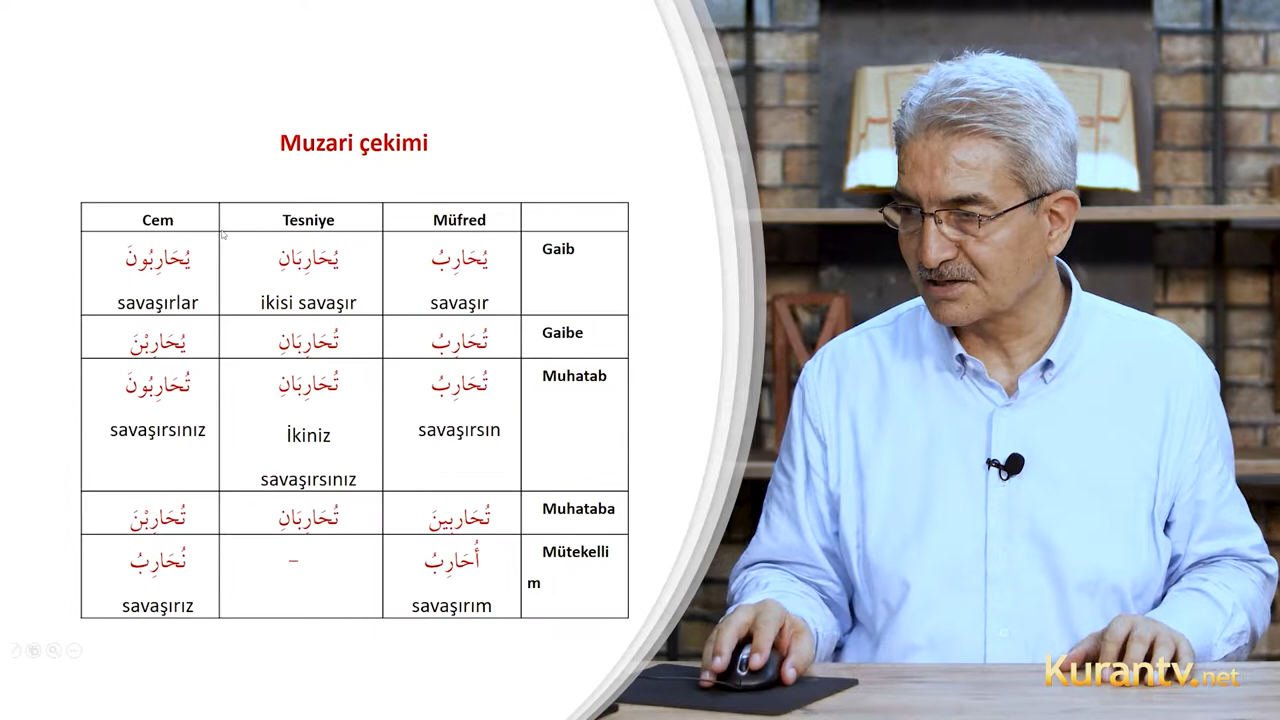 Muzari çekimi
Cem Tesniye Müfred
يُحَارِبُونَ يُحَارِبَانِ يُحَارِبُ Gaib
savaşırlar ikisi savaşır savaşır
يُحَارِبْنَ تُحَارِبَانِ تُحَارِبُ Gaibe
تُحَارِبُونَ تُحَارِبَانِ تُحَارِبُ Muhatab
savaşırsınız İkiniz savaşırsın
savaşırsınız
تُحَارِبْنَ تُحَارِبَانِ تُحَارِبينَ Muhataba
نُحَارِبُ – أُحَارِبُ Mütekelli
m
savaşırız savaşırım
Kurantv.net